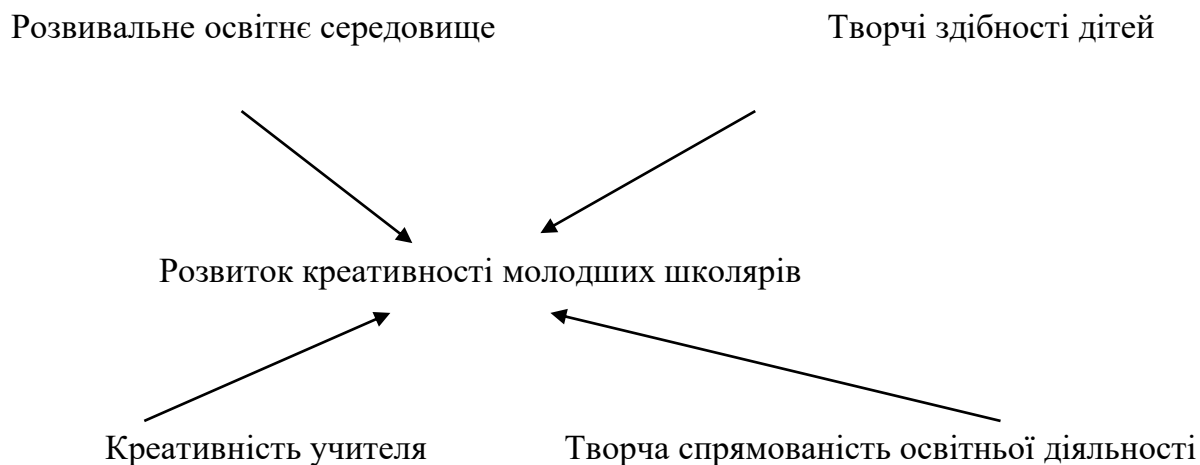 Розвивальне освітнє середовище
Творчі здібності дітей
Розвиток креативності молодших школярів
Креативність учителя
Творча спрямованість освітньої діяльності